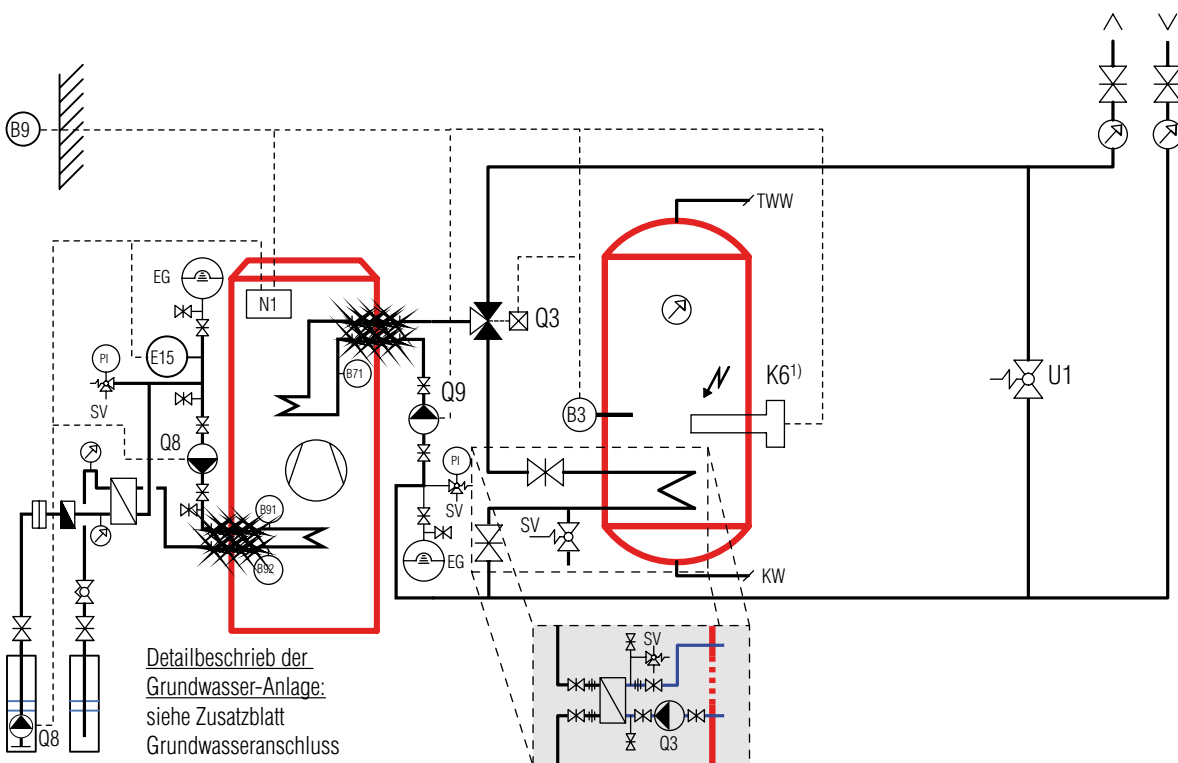 B9
TWW
EG
N1
Q3
E15
PI
B71
K6¹⁾
U1
SV
Q9
B3
Q8
PI
SV
SV
B91
EG
B92
KW
Detailbeschrieb der
Grundwasser-Anlage:
siehe Zusatzblatt
Grundwasseranschluss
SV
Q8
Q3